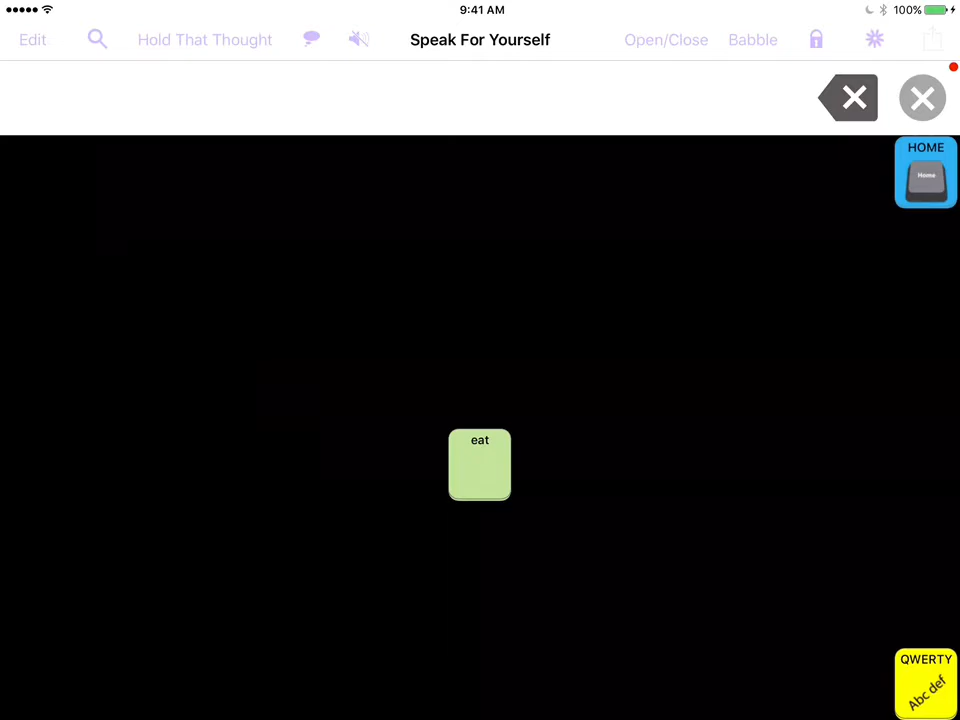 9:41 AM
100%
Edit
Hold That Thought
Speak For Yourself
Open/Close
Babble
HOME
Home
eat
QWERTY
Abc def